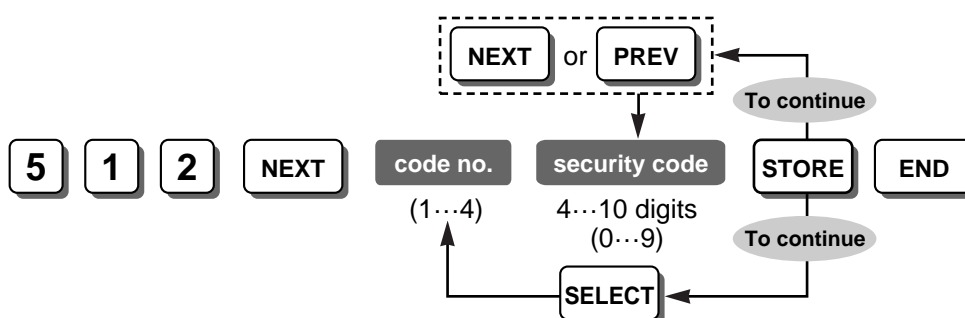 NEXT or PREV
To continue
5 1 2 NEXT code no. security code STORE END
(1···4) 4···10 digits
(0···9)
To continue
SELECT